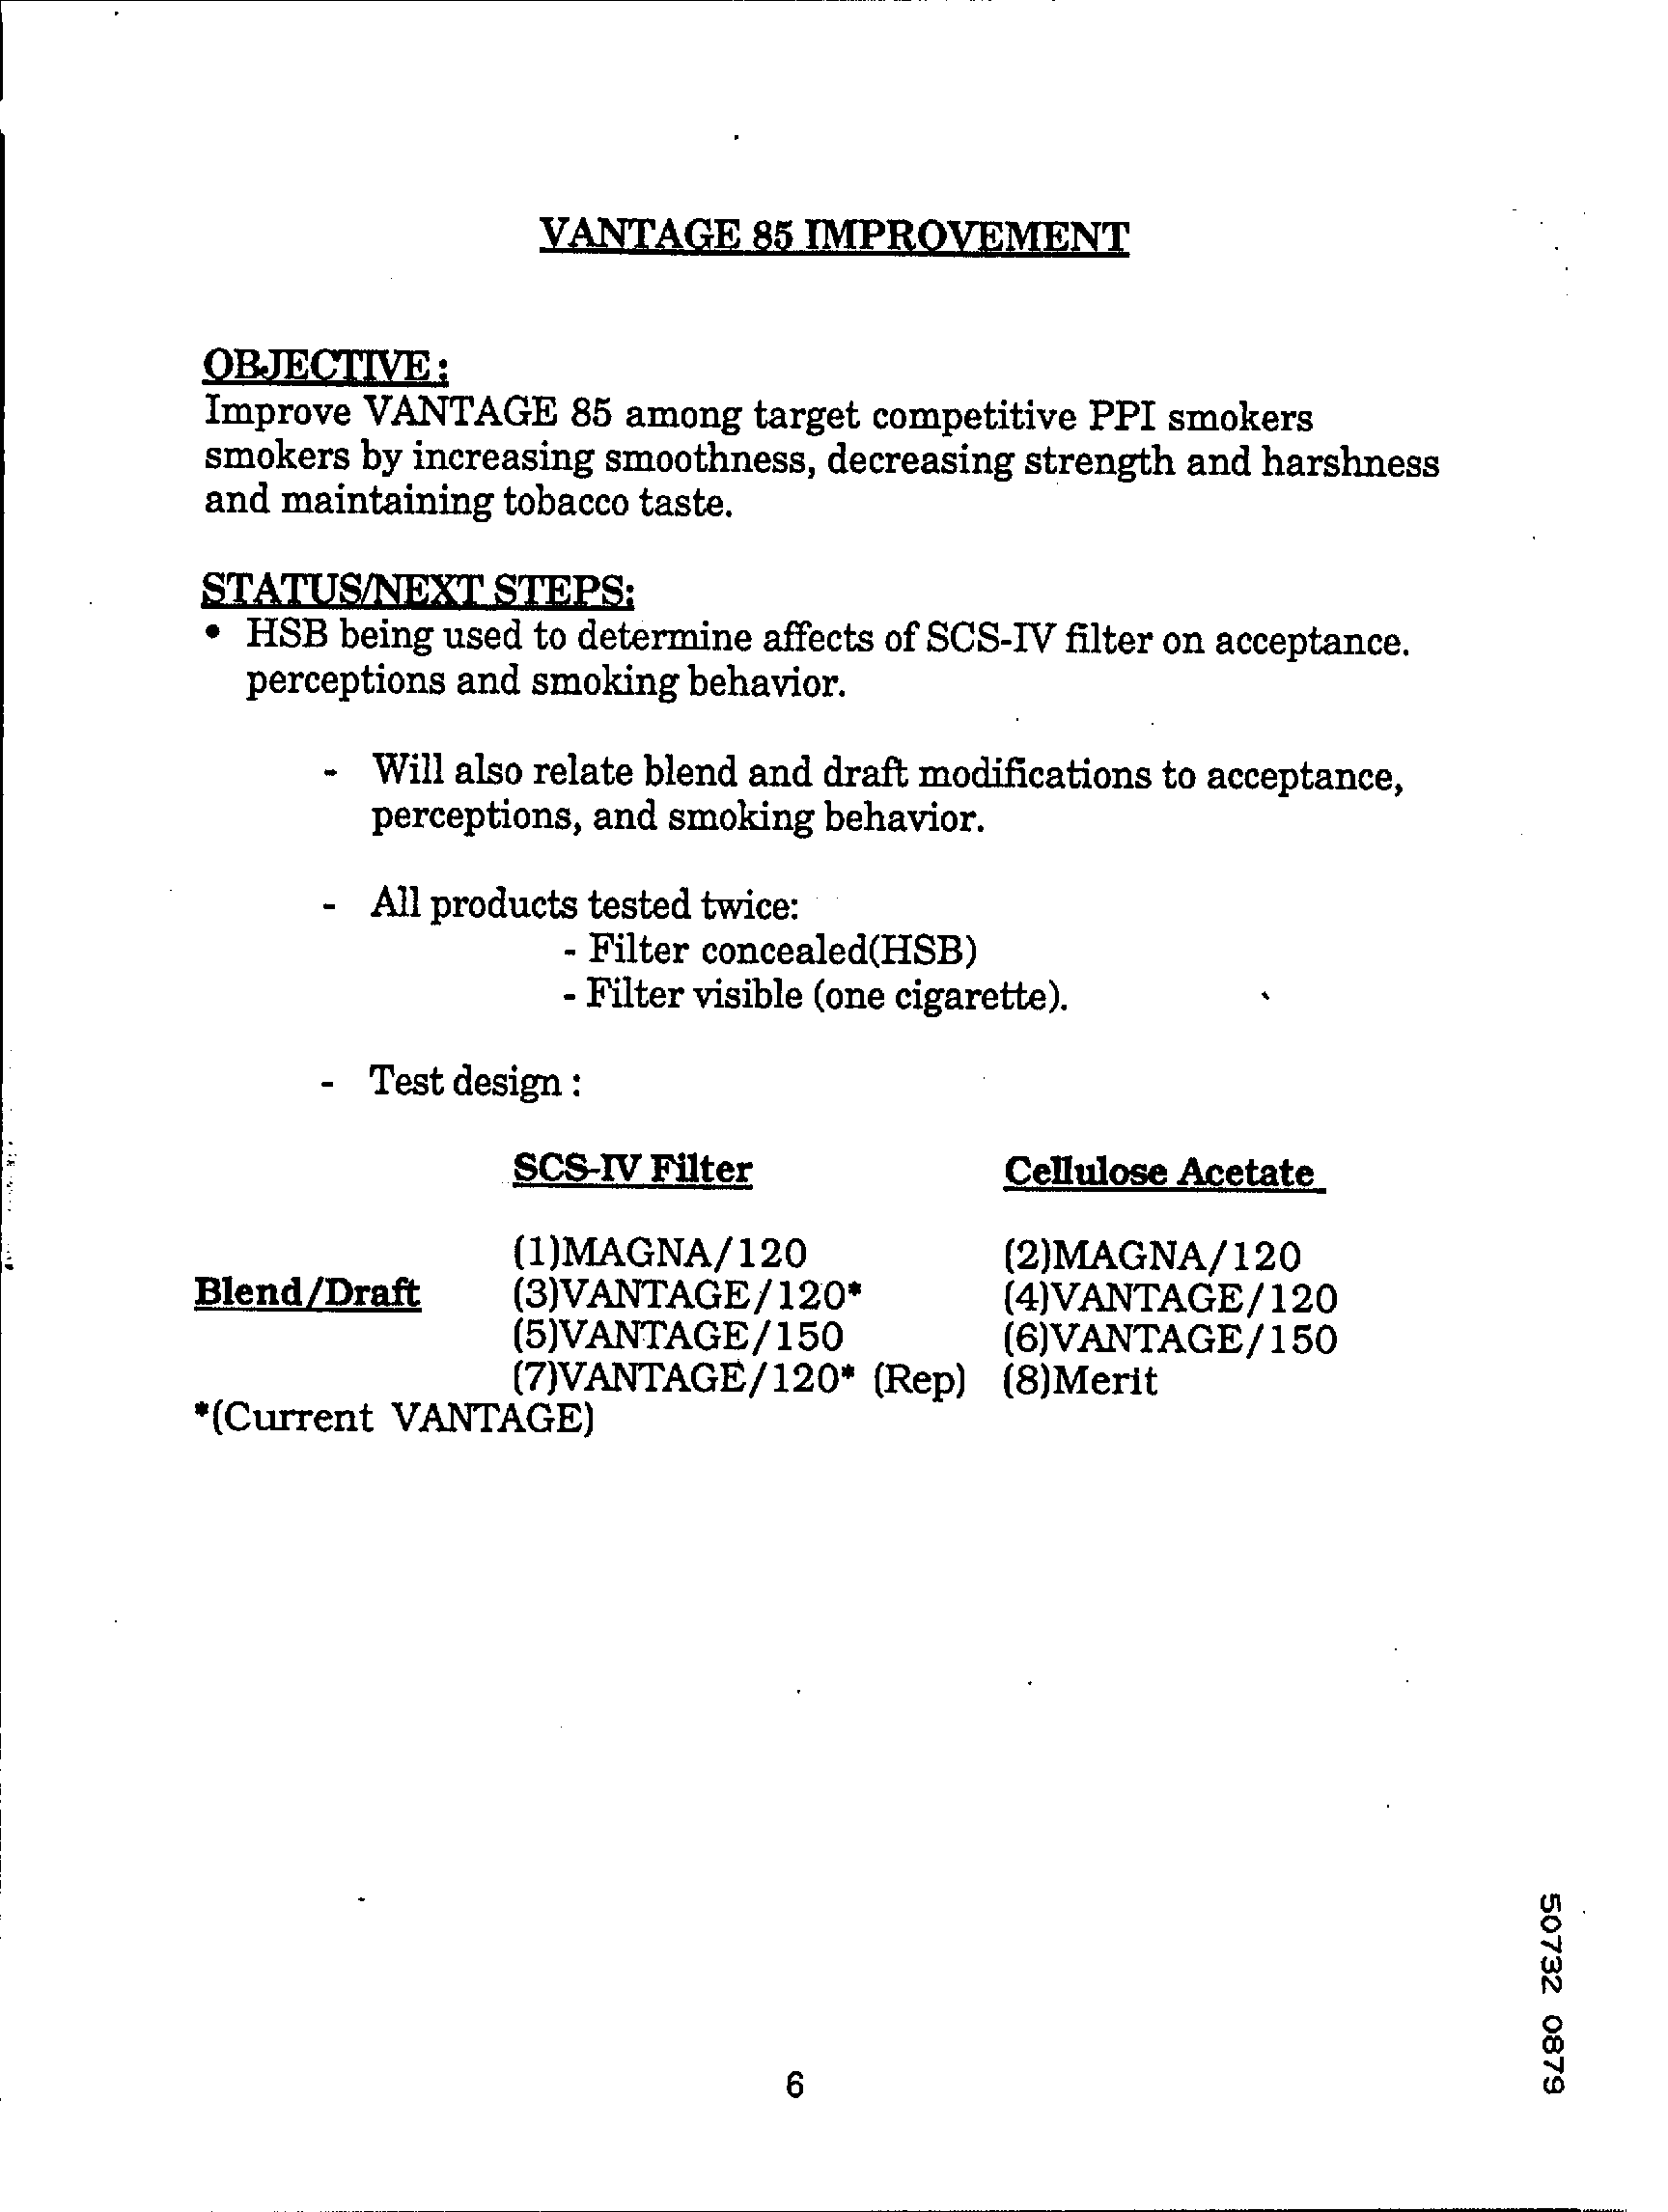 VANTAGE 85 IMPROVEMENT
OBJECTIVE :
Improve VANTAGE 85 among target competitive PPI smokers
smokers by increasing smoothness, decreasing strength and harshness
and maintaining tobacco taste.
STATUS/NEXT STEPS:
• HSB being used to determine affects of SCS-IV filter on acceptance.
perceptions and smoking behavior.
- Will also relate blend and draft modifications to acceptance,
perceptions, and smoking behavior.
- All products tested twice:
- Filter concealed(HSB)
- Filter visible (one cigarette).
- Test design :
SCS-IV Filter Cellulose Acetate
(1)MAGNA/120 (2)MAGNA/120
Blend/Draft (3)VANTAGE/120* (4)VANTAGE/120
(5)VANTAGE/150 (6)VANTAGE/150
(7)VANTAGE/120* (Rep) (8)Merit
*(Current VANTAGE)
50732 0879
6